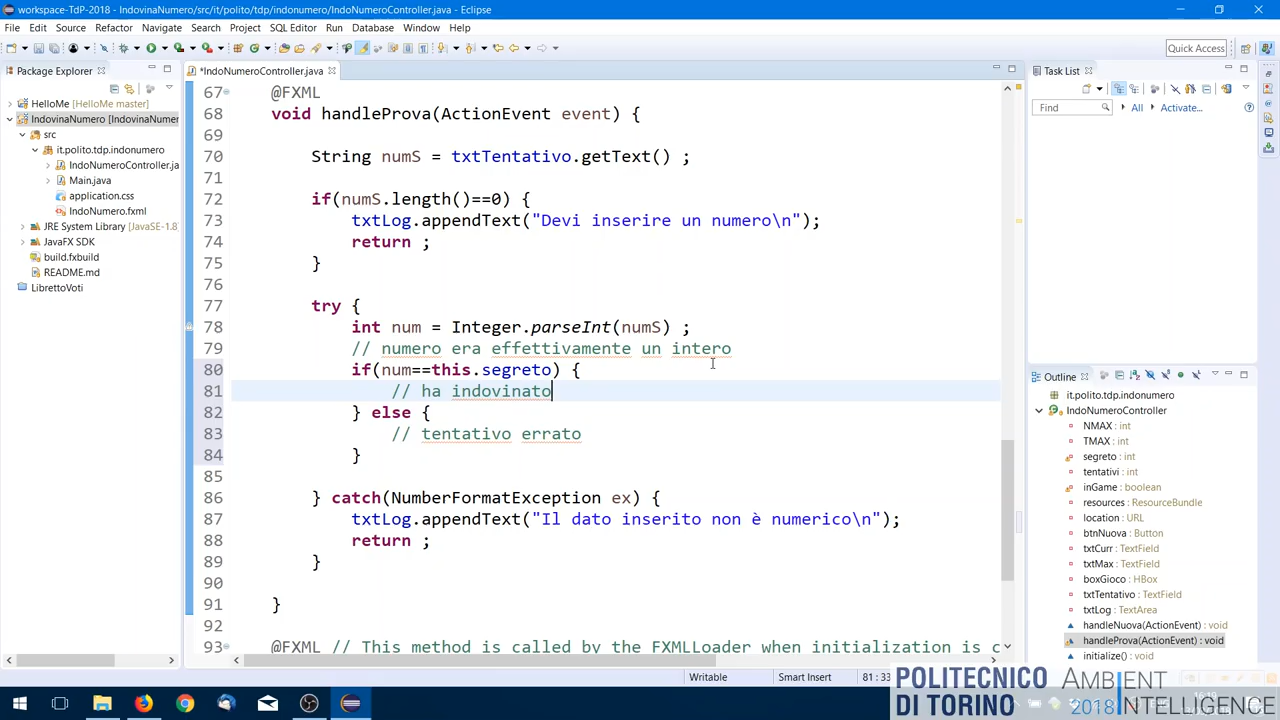 workspace-TdP-2018 - IndovinaNumero/src/it/polito/tdp/indonumero/IndoNumeroController.java - Eclipse
File Edit Source Refactor Navigate Search Project SQL Editor Run Database Window Help
Quick Access
Package Explorer
HelloMe [HelloMe master]
IndovinaNumero [IndovinaNumer
src
it.polito.tdp.indonumero
IndoNumeroController.ja
Main.java
application.css
IndoNumero.fxml
JRE System Library [JavaSE-1.8]
JavaFX SDK
build.fxbuild
README.md
LibrettoVoti
*IndoNumeroController.java
67 @FXML
68 void handleProva(ActionEvent event) {
69
70 String numS = txtTentativo.getText() ;
71
72 if(numS.length()==0) {
73 txtLog.appendText("Devi inserire un numero\n");
74 return ;
75 }
76
77 try {
78 int num = Integer.parseInt(numS) ;
79 // numero era effettivamente un intero
80 if(num==this.segreto) {
81 // ha indovinato
82 } else {
83 // tentativo errato
84 }
85
86 } catch(NumberFormatException ex) {
87 txtLog.appendText("Il dato inserito non è numerico\n");
88 return ;
89 }
90
91 }
92
93 @FXML // This method is called by the FXMLLoader when initialization is c
Task List
Find All Activate...
Outline
it.polito.tdp.indonumero
IndoNumeroController
NMAX : int
TMAX : int
segreto : int
tentativi : int
inGame : boolean
resources : ResourceBundle
location : URL
btnNuova : Button
txtCurr : TextField
txtMax : TextField
boxGioco : HBox
txtTentativo : TextField
txtLog : TextArea
handleNuova(ActionEvent) : void
handleProva(ActionEvent) : void
initialize() : void
Writable Smart Insert 81 : 33
POLITECNICO
DI TORINO
AMBIENT
2018 INTELLIGENCE